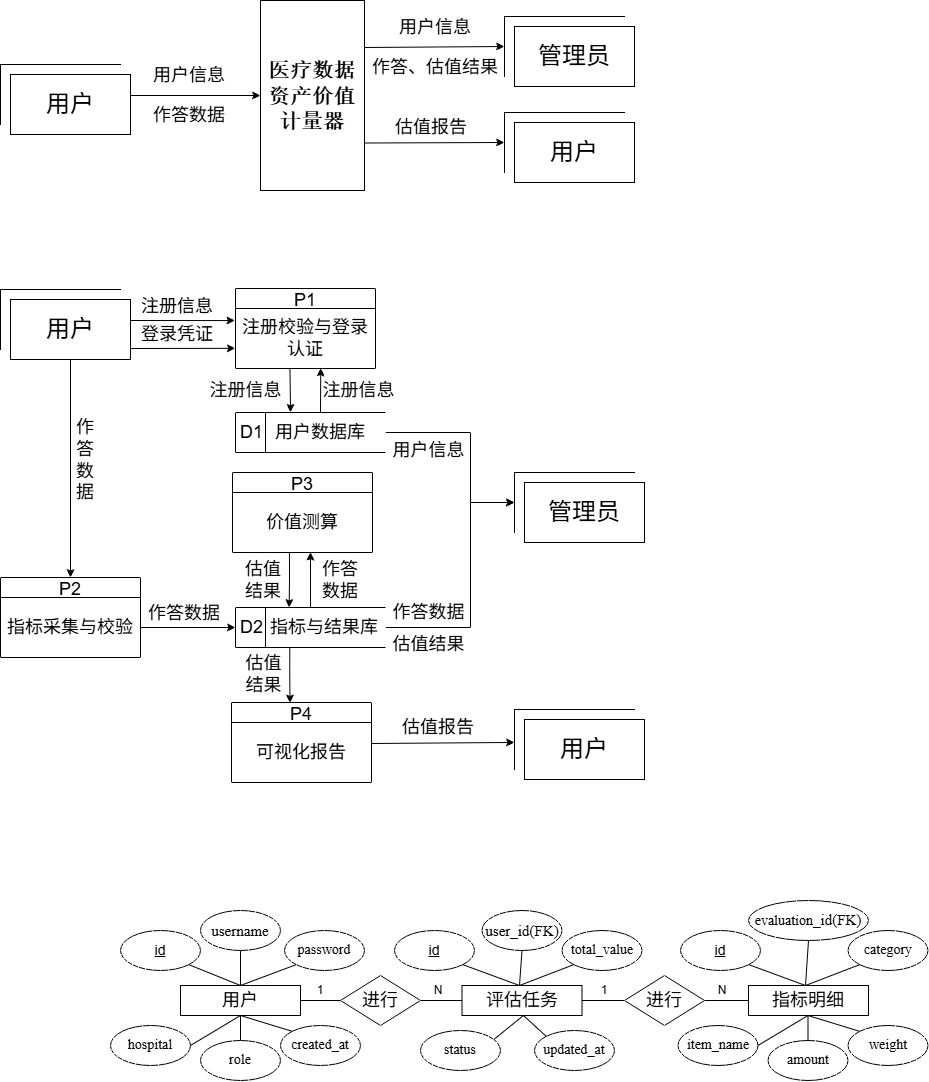 用户
用户信息
作答数据
医疗数据
资产价值
计量器
用户信息
作答、估值结果
管理员
估值报告
用户
用户
注册信息
登录凭证
P1
注册校验与登录
认证
注册信息
注册信息
D1
用户数据库
用户信息
作
答
数
据
P3
价值测算
管理员
估值
结果
作答
数据
P2
指标采集与校验
作答数据
D2
指标与结果库
作答数据
估值结果
估值
结果
P4
可视化报告
估值报告
用户
id
username
password
用户
hospital
role
created_at
1
进行
N
id
user_id(FK)
total_value
评估任务
status
updated_at
1
进行
N
id
evaluation_id(FK)
category
指标明细
item_name
amount
weight